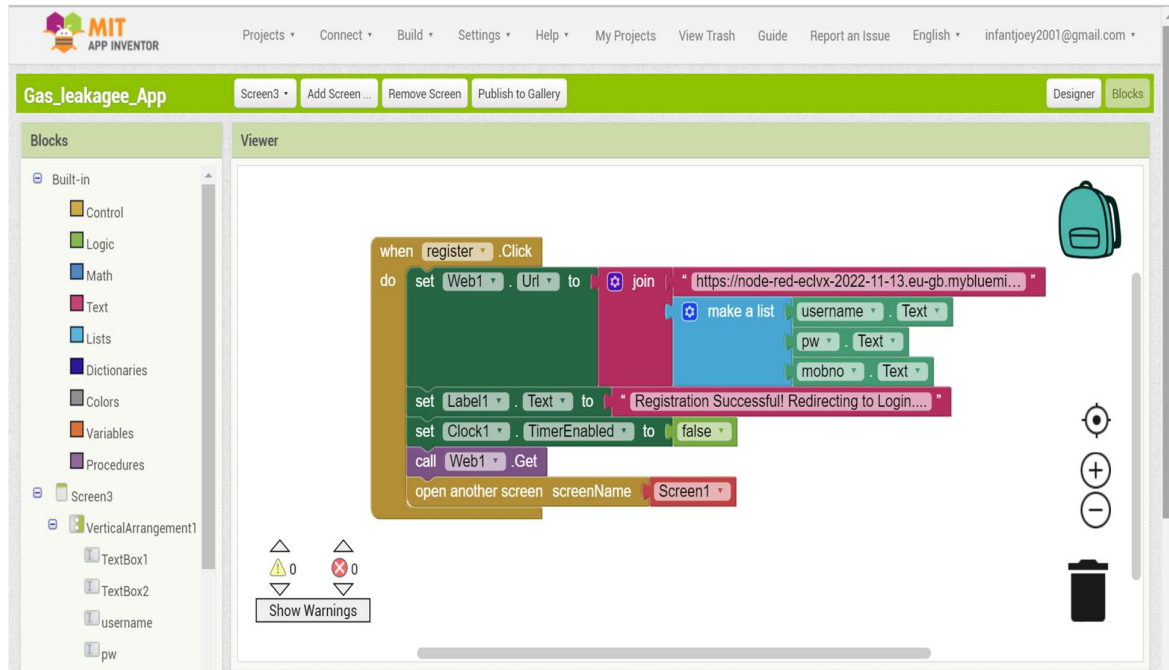 MIT
APP INVENTOR
Projects Connect Build Settings Help My Projects View Trash Guide Report an Issue English infantjoey2001@gmail.com
Gas_leakagee_App Screen3 Add Screen ... Remove Screen Publish to Gallery Designer Blocks
Blocks Viewer
Built-in
Control
Logic
Math
Text
Lists
Dictionaries
Colors
Variables
Procedures
Screen3
VerticalArrangement1
TextBox1
TextBox2
username
pw
when register .Click
do set Web1 . Url to join " https://node-red-eclvx-2022-11-13.eu-gb.mybluemi... "
make a list username . Text
pw . Text
mobno . Text
set Label1 . Text to " Registration Successful! Redirecting to Login.... "
set Clock1 . TimerEnabled to false
call Web1 .Get
open another screen screenName Screen1
0 0
Show Warnings